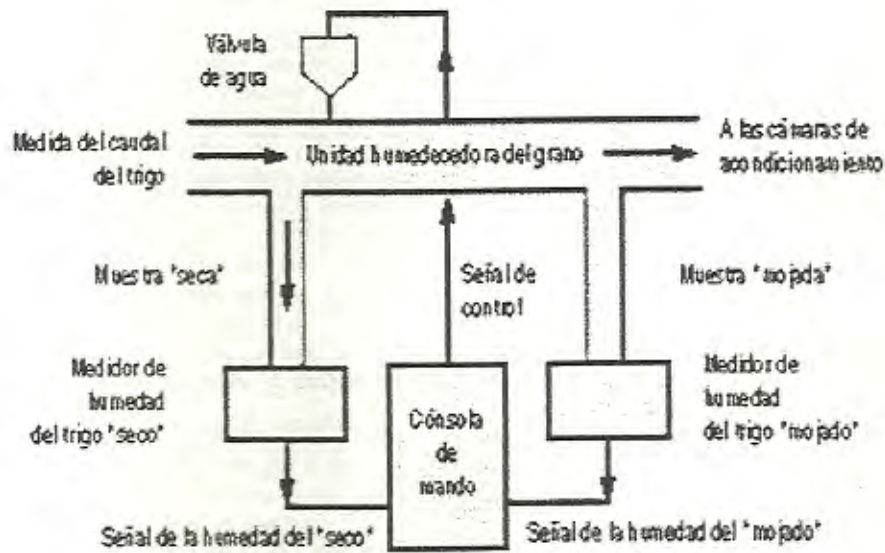 Válvula
de agua
Medida del caudal
del trigo
Unidad humedecedora del grano
A las cámaras de
acondicionamiento
Muestra "seca"
Señal de
control
Muestra "mojada"
Medidor de
humedad
del trigo "seco"
Cónsola
de
mando
Medidor de
humedad
del trigo "mojado"
Señal de la humedad del "seco"
Señal de la humedad del "mojado"